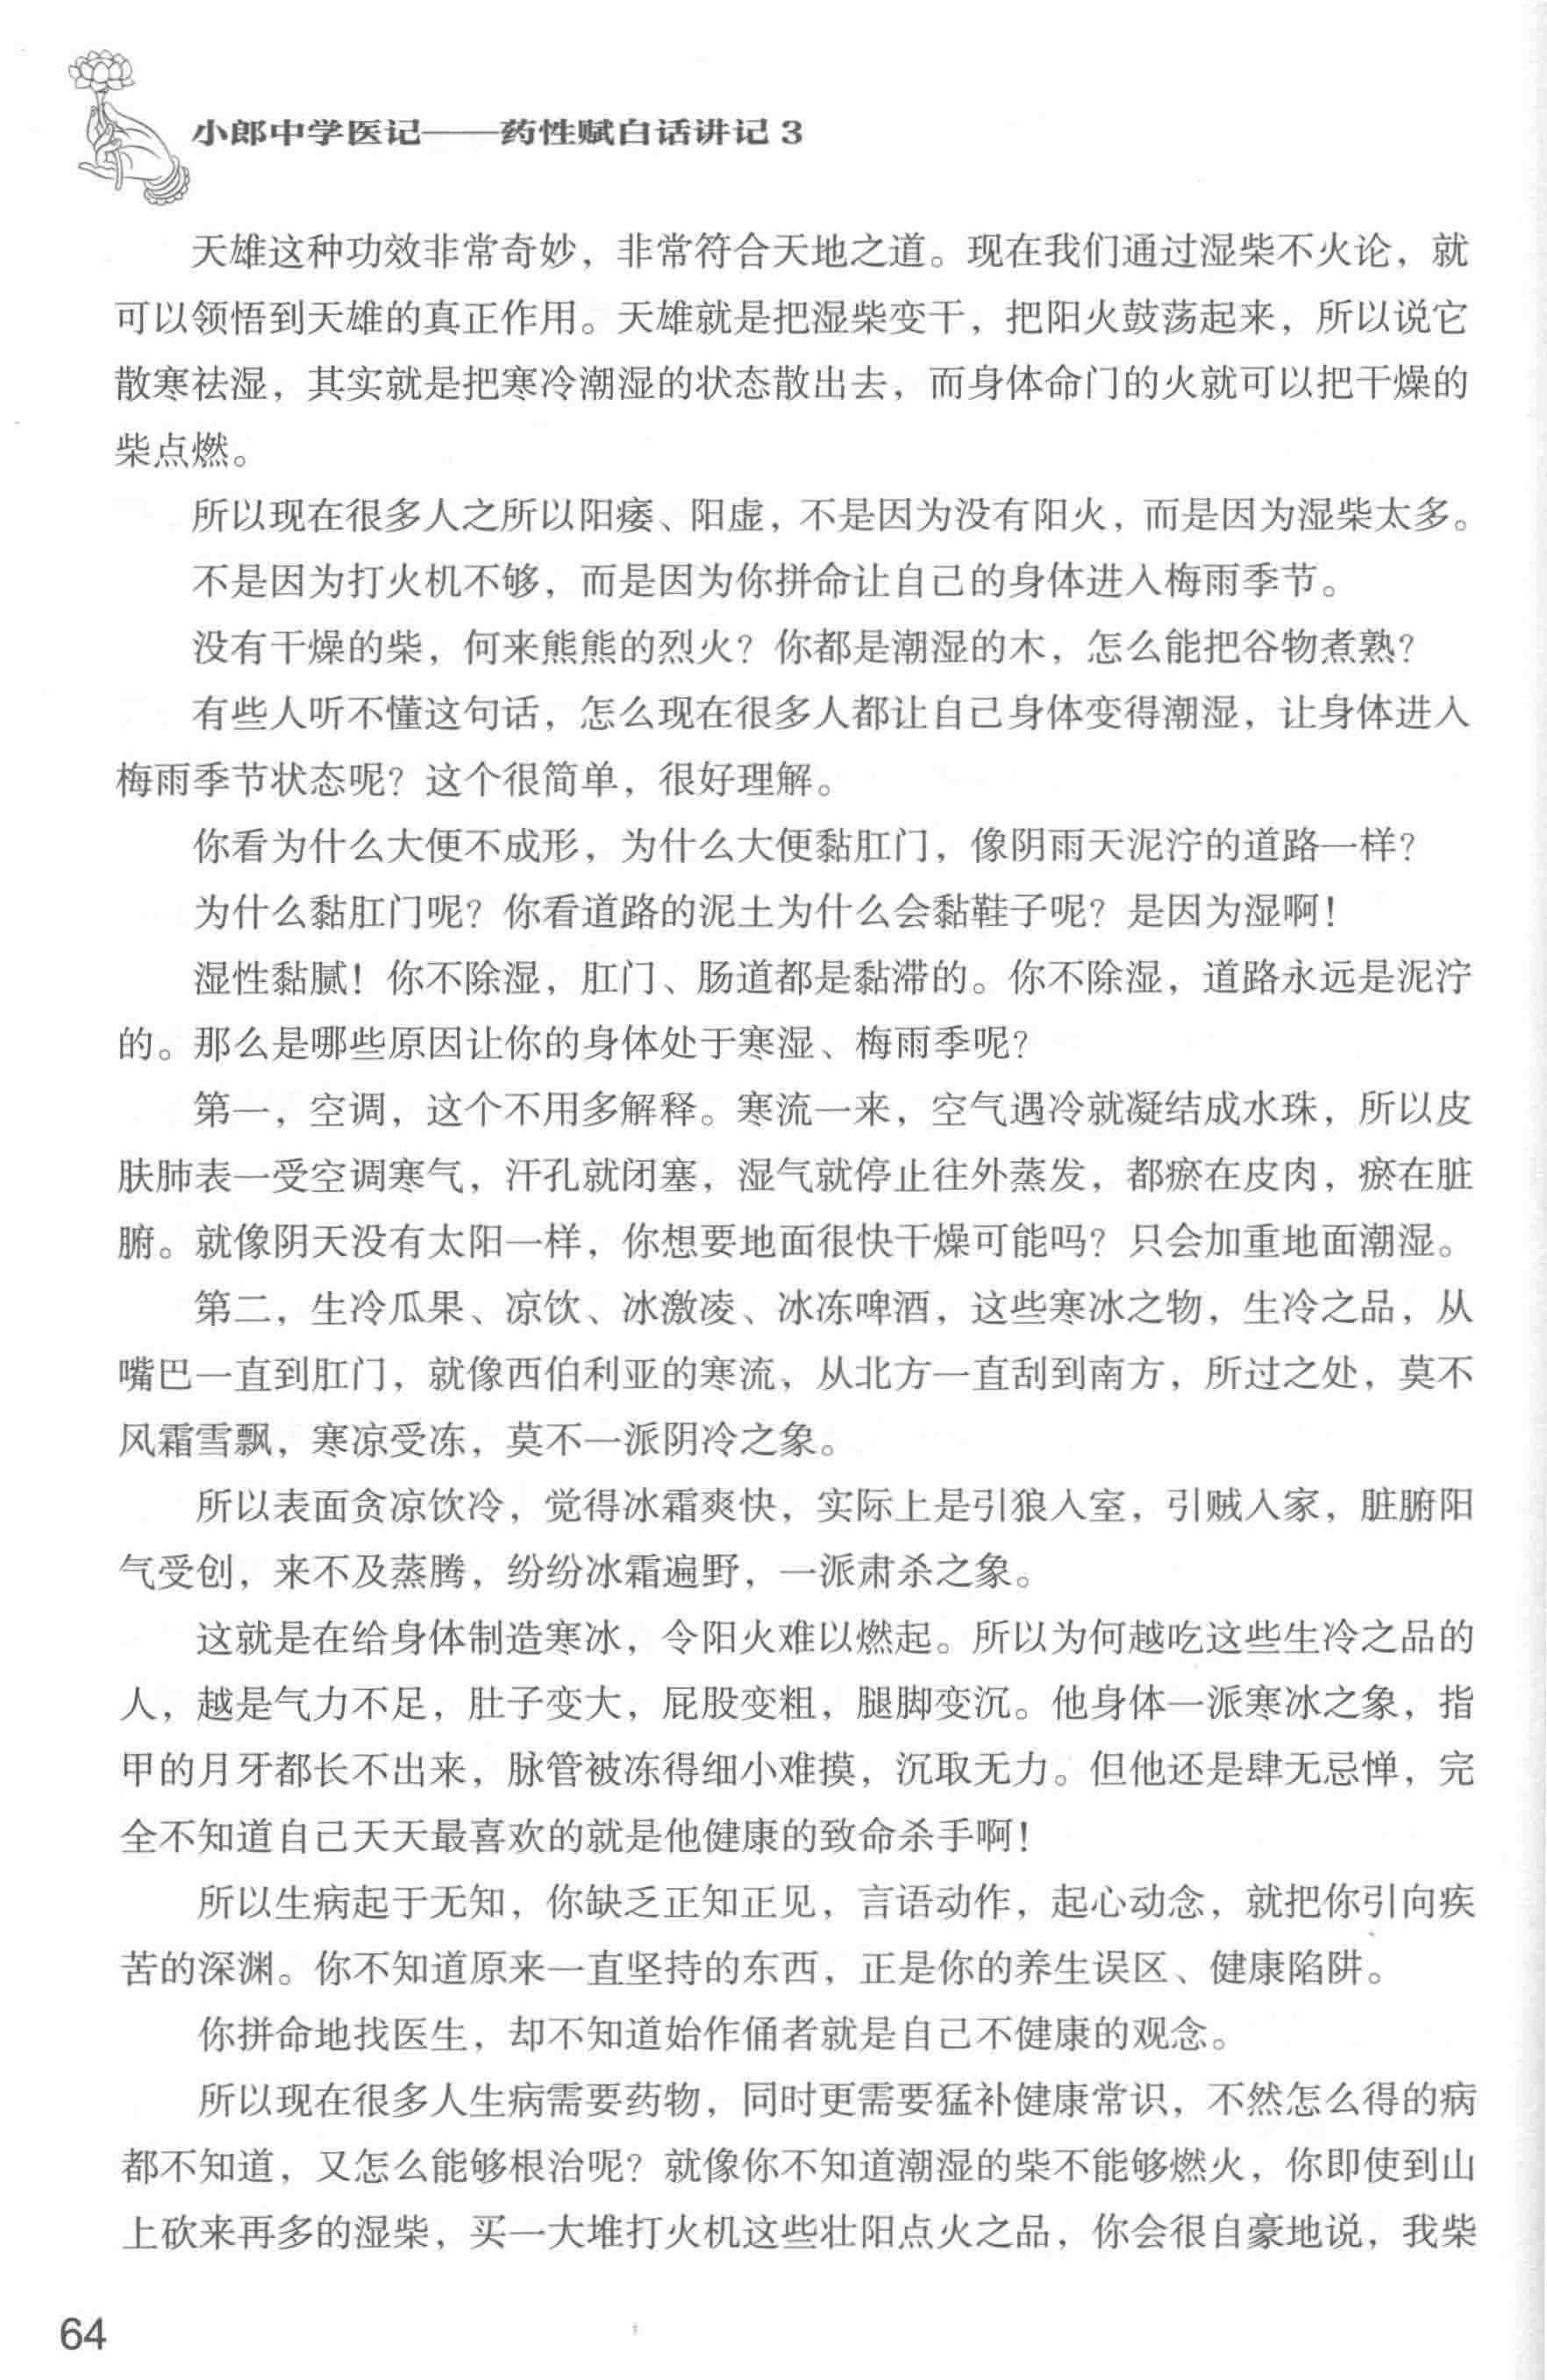 小郎中学医记——药性赋白话讲记 3
天雄这种功效非常奇妙，非常符合天地之道。现在我们通过湿柴不火论，就
可以领悟到天雄的真正作用。天雄就是把湿柴变干，把阳火鼓荡起来，所以说它
散寒祛湿，其实就是把寒冷潮湿的状态散出去，而身体命门的火就可以把干燥的
柴点燃。
所以现在很多人之所以阳痿、阳虚，不是因为没有阳火，而是因为湿柴太多。
不是因为打火机不够，而是因为你拼命让自己的身体进入梅雨季节。
没有干燥的柴，何来熊熊的烈火？你都是潮湿的木，怎么能把谷物煮熟？
有些人听不懂这句话，怎么现在很多人都让自己身体变得潮湿，让身体进入
梅雨季节状态呢？这个很简单，很好理解。
你看为什么大便不成形，为什么大便黏肛门，像阴雨天泥泞的道路一样？
为什么黏肛门呢？你看道路的泥土为什么会黏鞋子呢？是因为湿啊！
湿性黏腻！你不除湿，肛门、肠道都是黏滞的。你不除湿，道路永远是泥泞
的。那么是哪些原因让你的身体处于寒湿、梅雨季呢？
第一，空调，这个不用多解释。寒流一来，空气遇冷就凝结成水珠，所以皮
肤肺表一受空调寒气，汗孔就闭塞，湿气就停止往外蒸发，都瘀在皮肉，瘀在脏
腑。就像阴天没有太阳一样，你想要地面很快干燥可能吗？只会加重地面潮湿。
第二，生冷瓜果、凉饮、冰激凌、冰冻啤酒，这些寒冰之物，生冷之品，从
嘴巴一直到肛门，就像西伯利亚的寒流，从北方一直刮到南方，所过之处，莫不
风霜雪飘，寒凉受冻，莫不一派阴冷之象。
所以表面贪凉饮冷，觉得冰霜爽快，实际上是引狼入室，引贼入家，脏腑阳
气受创，来不及蒸腾，纷纷冰霜遍野，一派肃杀之象。
这就是在给身体制造寒冰，令阳火难以燃起。所以为何越吃这些生冷之品的
人，越是气力不足，肚子变大，屁股变粗，腿脚变沉。他身体一派寒冰之象，指
甲的月牙都长不出来，脉管被冻得细小难摸，沉取无力。但他还是肆无忌惮，完
全不知道自己天天最喜欢的就是他健康的致命杀手啊！
所以生病起于无知，你缺乏正知正见，言语动作，起心动念，就把你引向疾
苦的深渊。你不知道原来一直坚持的东西，正是你的养生误区、健康陷阱。
你拼命地找医生，却不知道始作俑者就是自己不健康的观念。
所以现在很多人生病需要药物，同时更需要猛补健康常识，不然怎么得的病
都不知道，又怎么能够根治呢？就像你不知道潮湿的柴不能够燃火，你即使到山
上砍来再多的湿柴，买一大堆打火机这些壮阳点火之品，你会很自豪地说，我柴
64